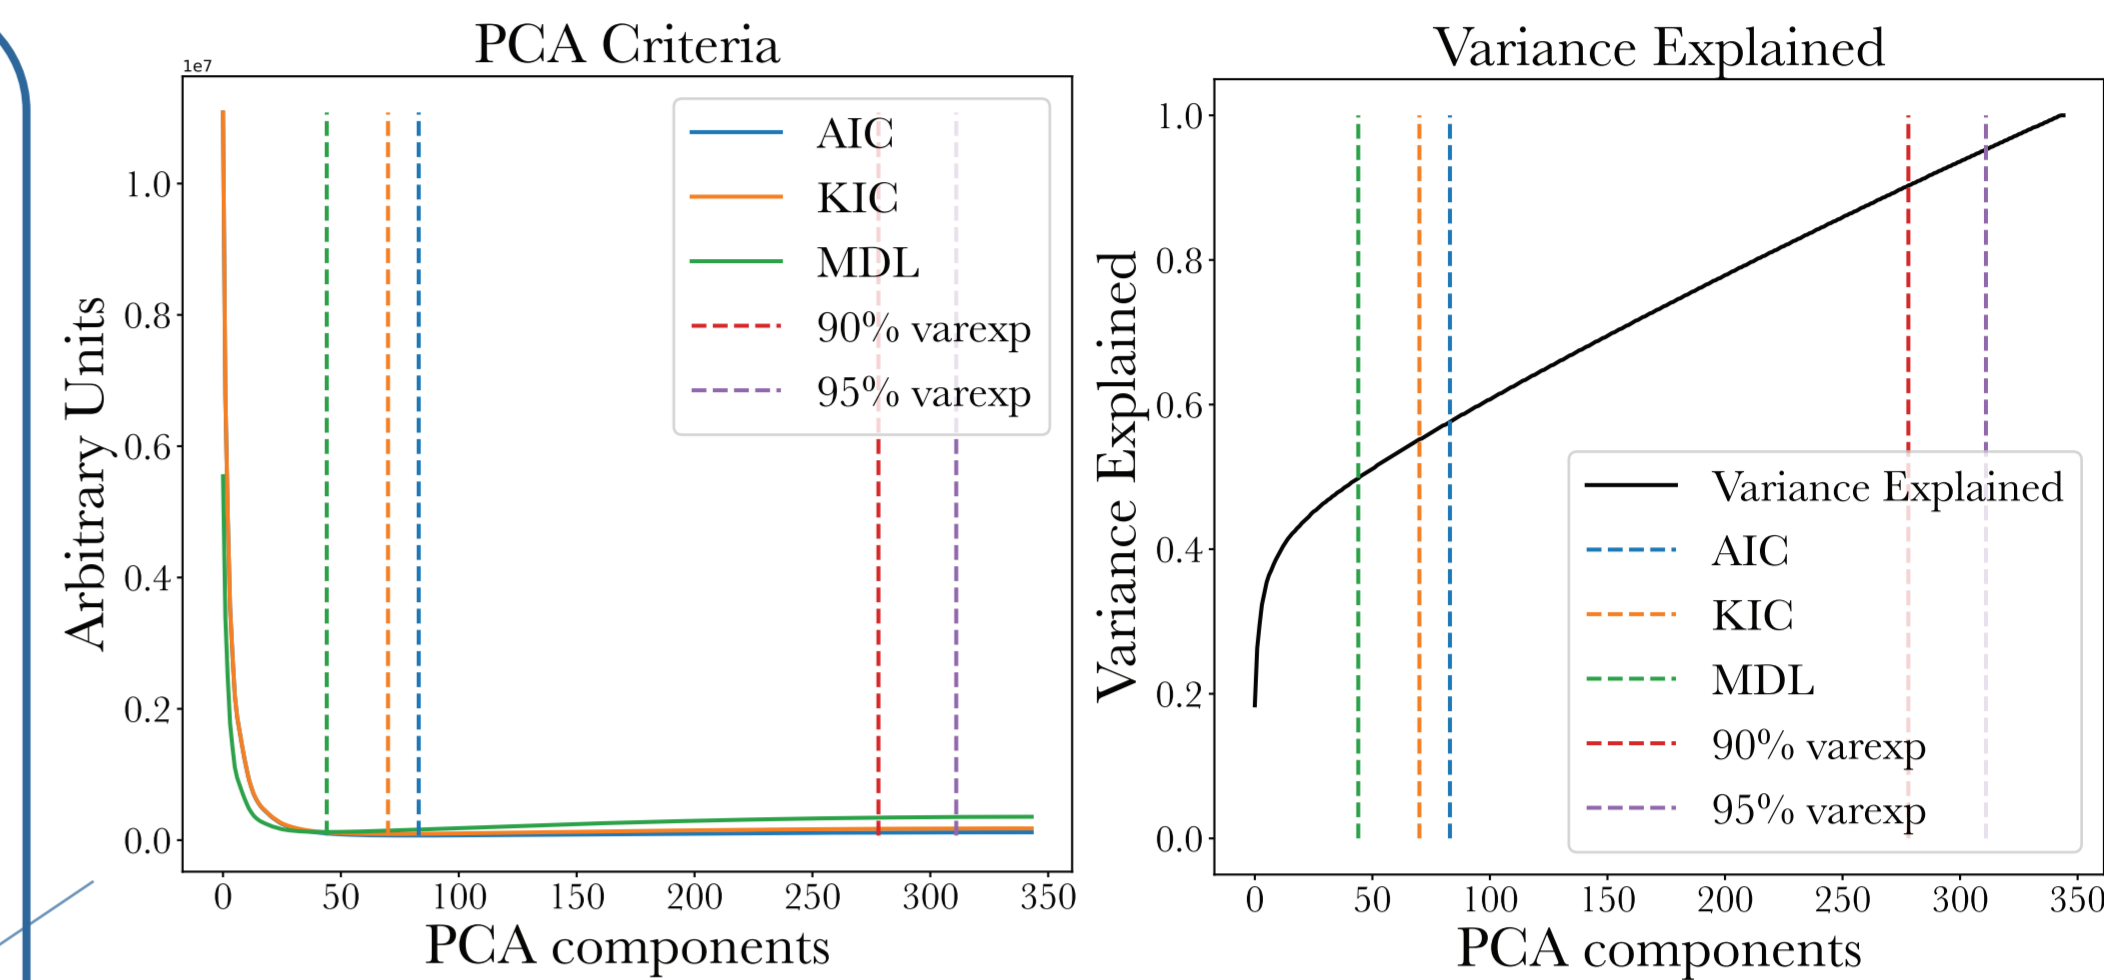 PCA Criteria
1e7
1.0
0.8
0.6
0.4
0.2
0.0
Arbitrary Units
AIC
KIC
MDL
90% varexp
95% varexp
0 50 100 150 200 250 300 350
PCA components
Variance Explained
1.0
0.8
0.6
0.4
0.2
0.0
Variance Explained
Variance Explained
AIC
KIC
MDL
90% varexp
95% varexp
0 50 100 150 200 250 300 350
PCA components